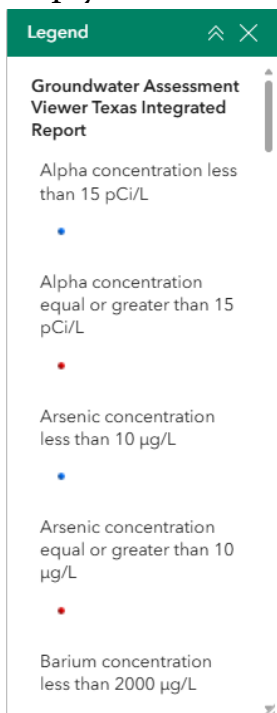 Legend
Groundwater Assessment
Viewer Texas Integrated
Report
Alpha concentration less
than 15 pCi/L
Alpha concentration
equal or greater than 15
pCi/L
Arsenic concentration
less than 10 µg/L
Arsenic concentration
equal or greater than 10
µg/L
Barium concentration
less than 2000 µg/L